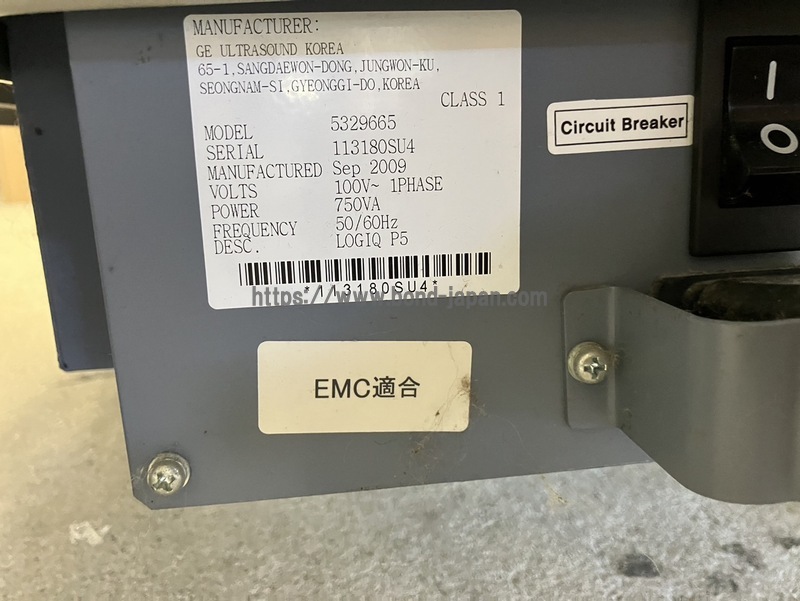 MANUFACTURER:
GE ULTRASOUND KOREA
65-1,SANGDAEWON-DONG,JUNGWON-KU,
SEONGNAM-SI,GYEONGGI-DO,KOREA
CLASS 1
MODEL 5329665
SERIAL 113180SU4
MANUFACTURED Sep 2009
VOLTS 100V~ 1PHASE
POWER 750VA
FREQUENCY 50/60Hz
DESC. LOGIQ P5
*113180SU4*
https://www.bond-japan.com
EMC適合
Circuit Breaker
I
O